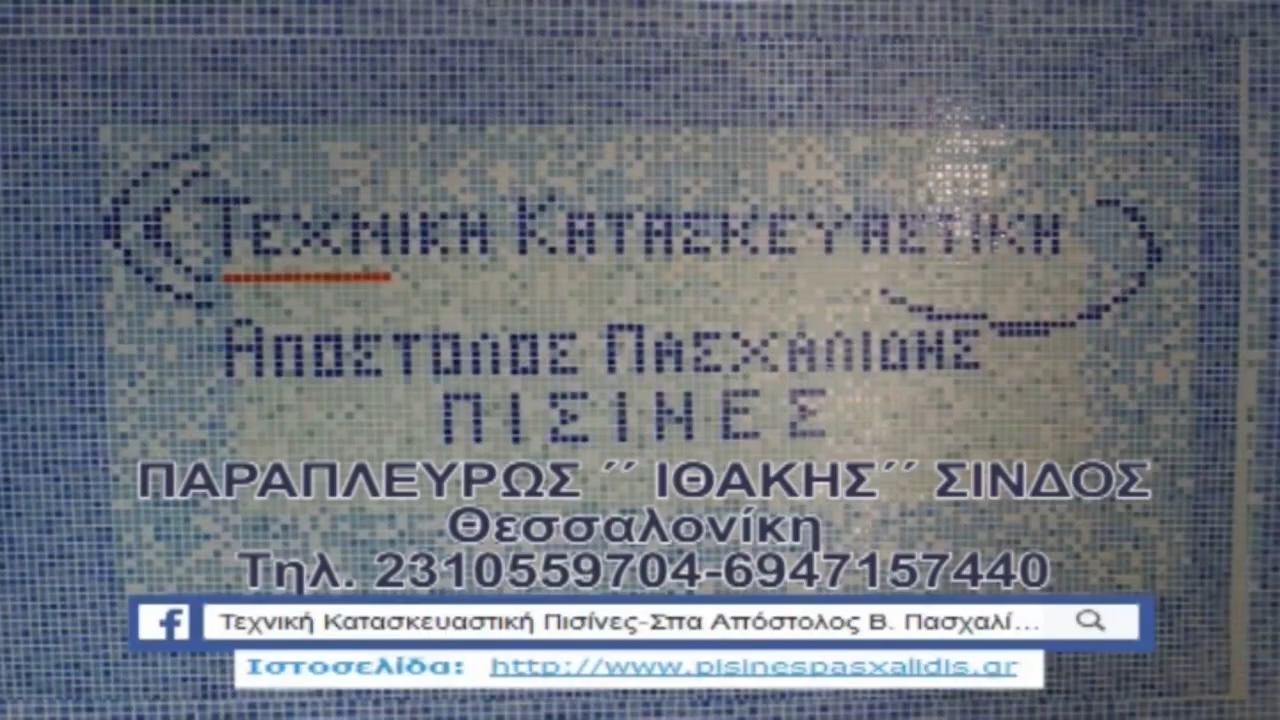 Τεχνικη Κατασκευαστικη
Αποστολος Πασχαλιδης
ΠΙΣΙΝΕΣ
ΠΑΡΑΠΛΕΥΡΩΣ ΄΄ ΙΘΑΚΗΣ΄΄ ΣΙΝΔΟΣ
Θεσσαλονίκη
Τηλ. 2310559704-6947157440
f Τεχνική Κατασκευαστική Πισίνες-Σπα Απόστολος Β. Πασχαλί...
Ιστοσελίδα: http://www.pisinespasxalidis.gr